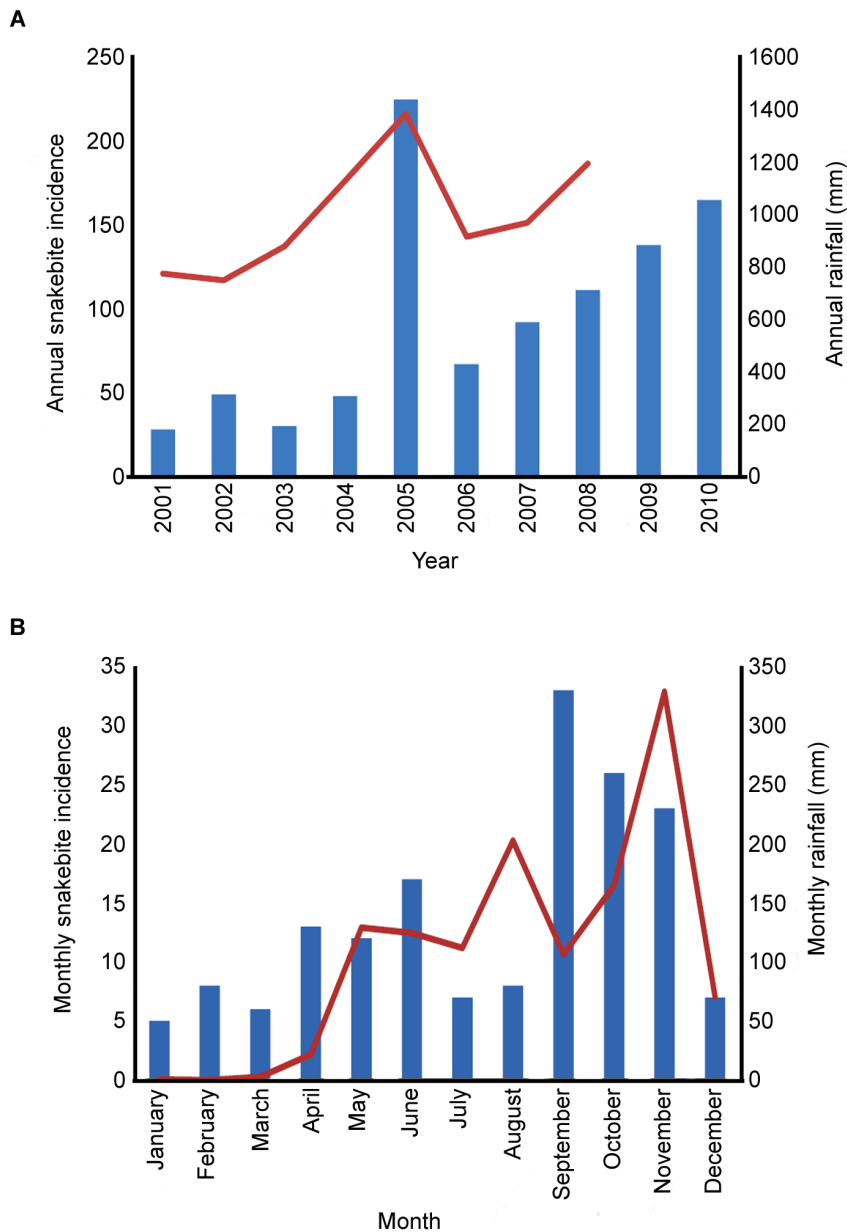 A
250
200
150
100
50
0
Annual snakebite incidence
1600
1400
1200
1000
800
600
400
200
0
Annual rainfall (mm)
2001
2002
2003
2004
2005
2006
2007
2008
2009
2010
Year
B
35
30
25
20
15
10
5
0
Monthly snakebite incidence
350
300
250
200
150
100
50
0
Monthly rainfall (mm)
January
February
March
April
May
June
July
August
September
October
November
December
Month